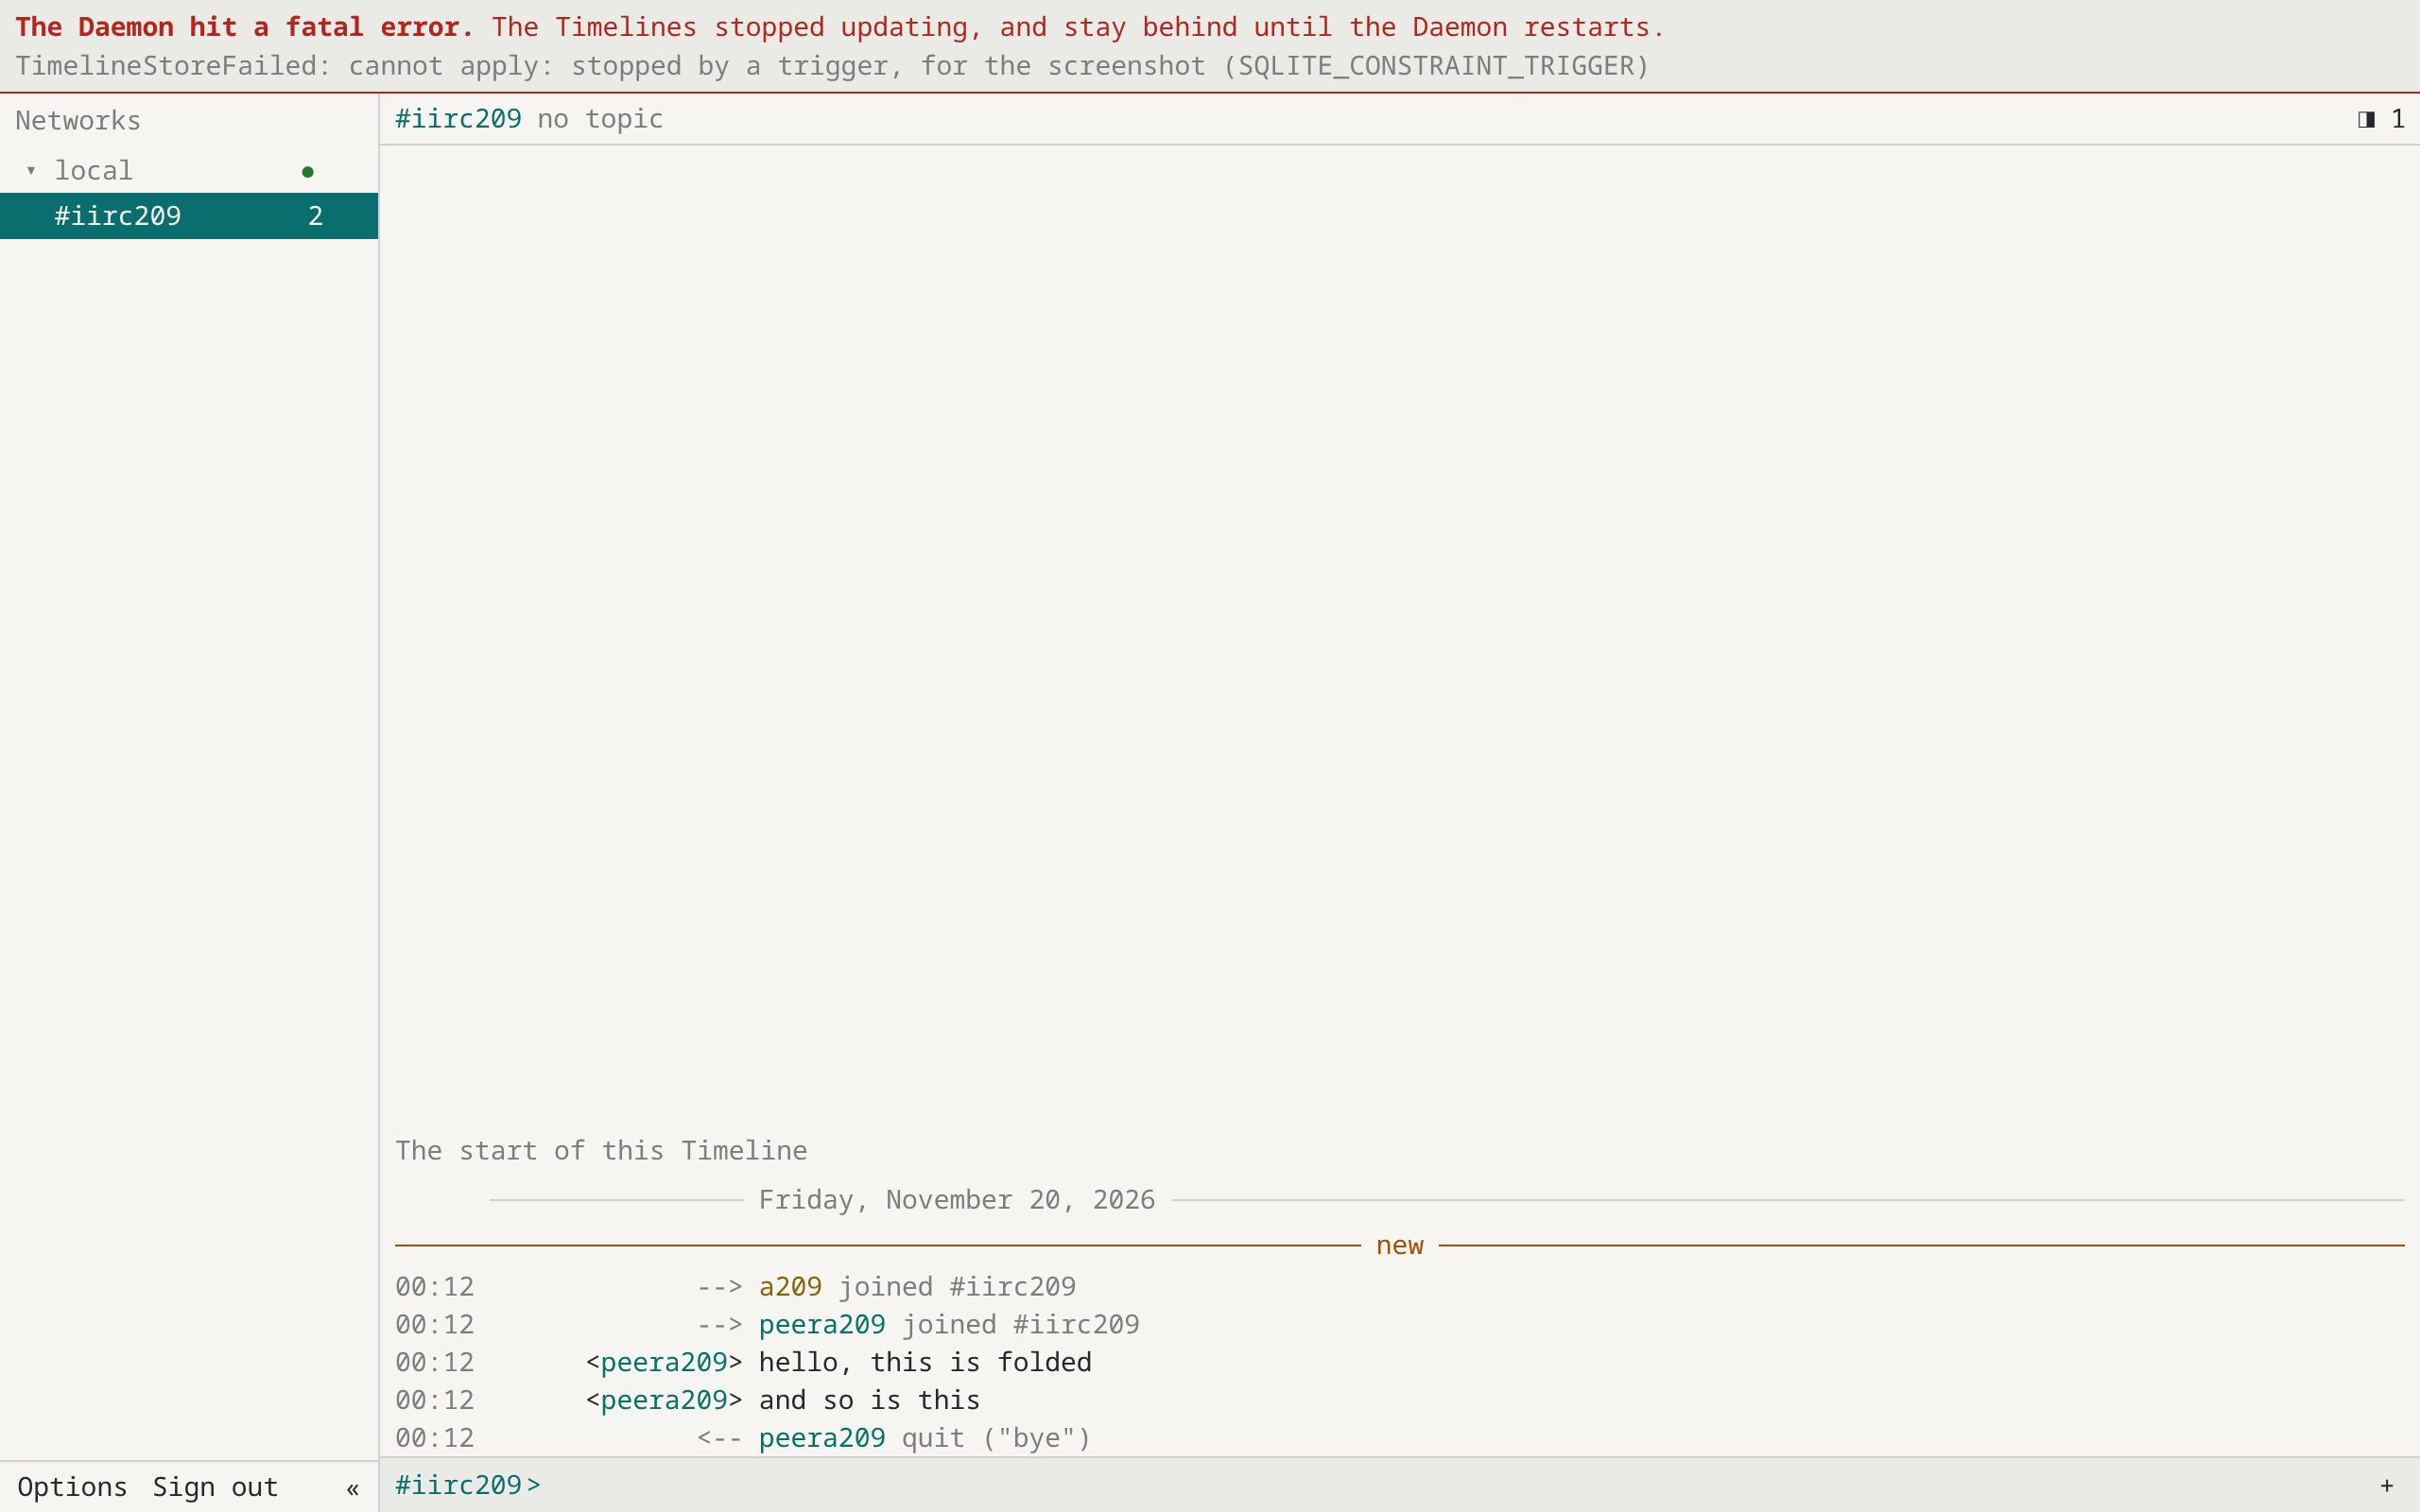 The Daemon hit a fatal error. The Timelines stopped updating, and stay behind until the Daemon restarts.
TimelineStoreFailed: cannot apply: stopped by a trigger, for the screenshot (SQLITE_CONSTRAINT_TRIGGER)
Networks
▾ local ●
#iirc209 2
#iirc209 no topic ◨ 1
The start of this Timeline
Friday, November 20, 2026
new
00:12 --> a209 joined #iirc209
00:12 --> peera209 joined #iirc209
00:12 <peera209> hello, this is folded
00:12 <peera209> and so is this
00:12 <-- peera209 quit ("bye")
Options Sign out «
#iirc209> +